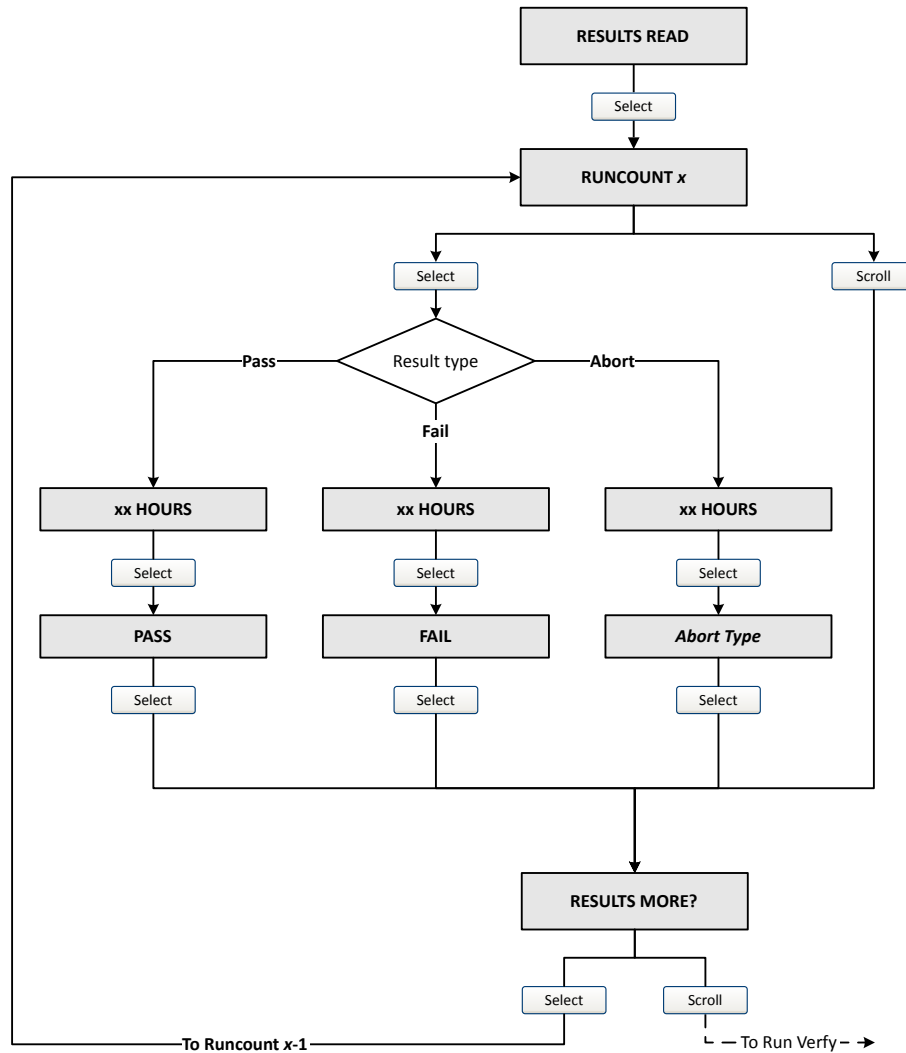 RESULTS READ
Select
RUNCOUNT x
Select
Scroll
Result type
Pass
Abort
Fail
xx HOURS
xx HOURS
xx HOURS
Select
Select
Select
PASS
FAIL
Abort Type
Select
Select
Select
RESULTS MORE?
Select
Scroll
To Runcount x-1
To Run Verfy